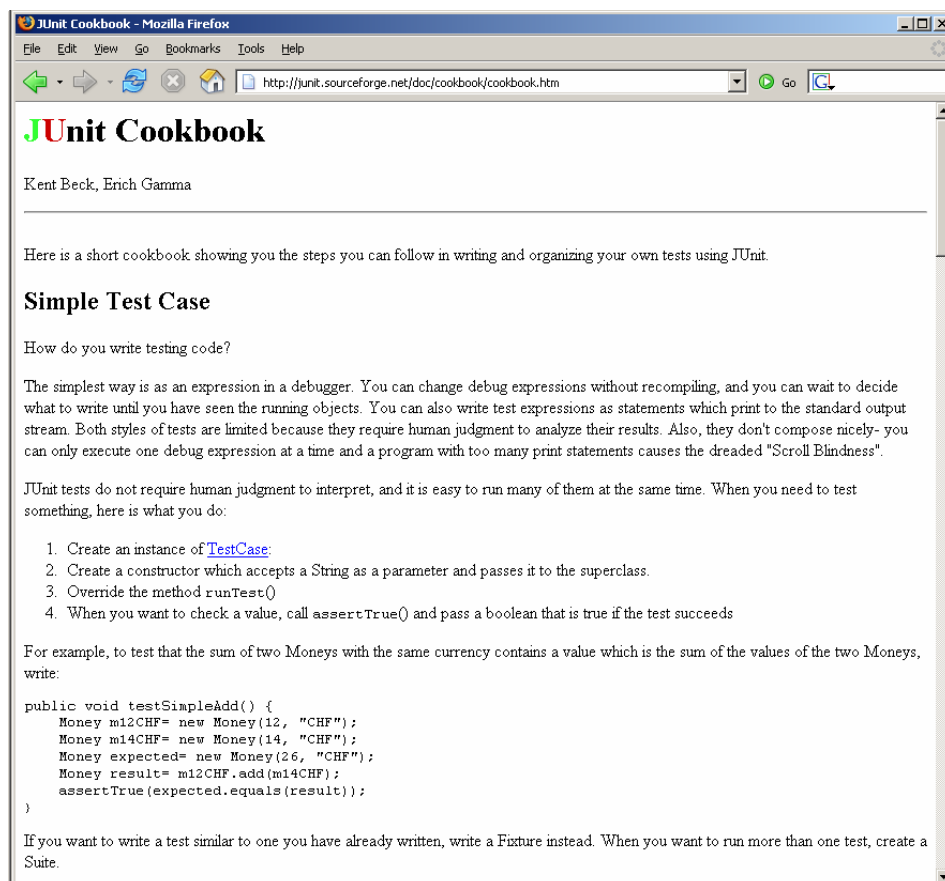 JUnit Cookbook - Mozilla Firefox
File Edit View Go Bookmarks Tools Help
http://junit.sourceforge.net/doc/cookbook/cookbook.htm Go G
JUnit Cookbook
Kent Beck, Erich Gamma
Here is a short cookbook showing you the steps you can follow in writing and organizing your own tests using JUnit.
Simple Test Case
How do you write testing code?
The simplest way is as an expression in a debugger. You can change debug expressions without recompiling, and you can wait to decide
what to write until you have seen the running objects. You can also write test expressions as statements which print to the standard output
stream. Both styles of tests are limited because they require human judgment to analyze their results. Also, they don't compose nicely- you
can only execute one debug expression at a time and a program with too many print statements causes the dreaded "Scroll Blindness".
JUnit tests do not require human judgment to interpret, and it is easy to run many of them at the same time. When you need to test
something, here is what you do:
1. Create an instance of TestCase:
2. Create a constructor which accepts a String as a parameter and passes it to the superclass.
3. Override the method runTest()
4. When you want to check a value, call assertTrue() and pass a boolean that is true if the test succeeds
For example, to test that the sum of two Moneys with the same currency contains a value which is the sum of the values of the two Moneys,
write:
public void testSimpleAdd() {
    Money m12CHF= new Money(12, "CHF");
    Money m14CHF= new Money(14, "CHF");
    Money expected= new Money(26, "CHF");
    Money result= m12CHF.add(m14CHF);
    assertTrue(expected.equals(result));
}
If you want to write a test similar to one you have already written, write a Fixture instead. When you want to run more than one test, create a
Suite.